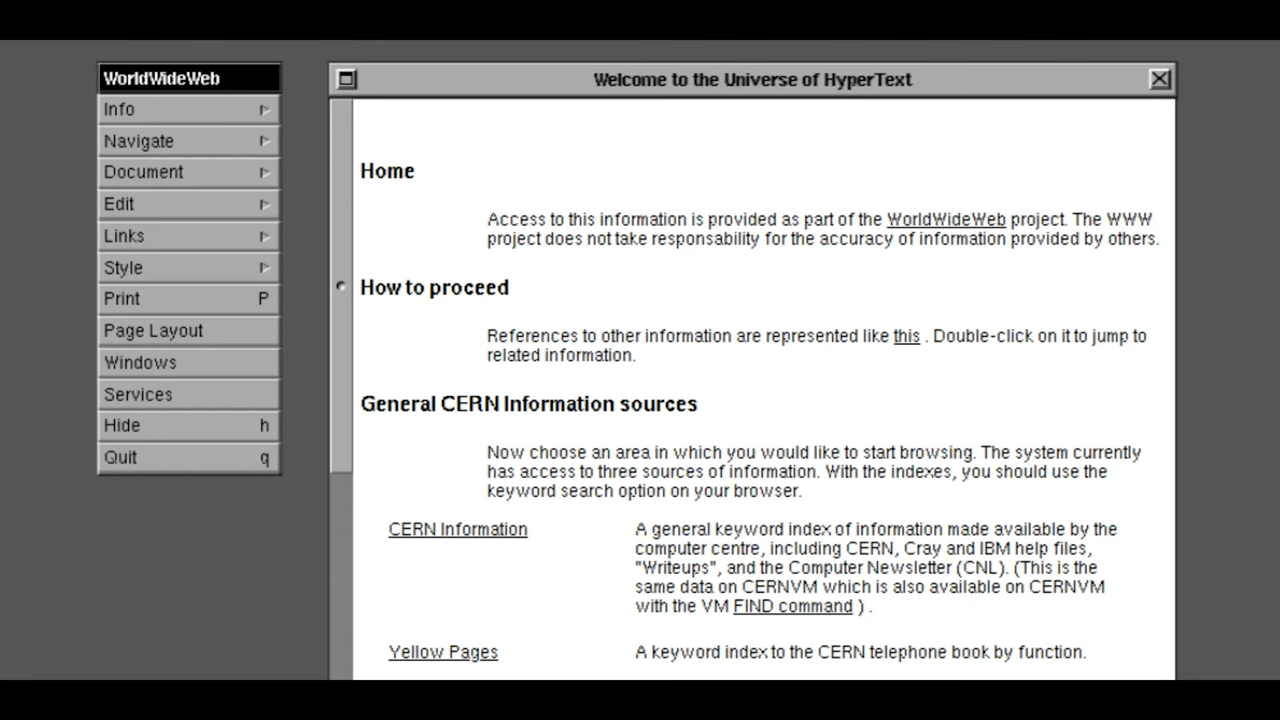 WorldWideWeb
Info
Navigate
Document
Edit
Links
Style
Print P
Page Layout
Windows
Services
Hide h
Quit q
Welcome to the Universe of HyperText
Home
Access to this information is provided as part of the WorldWideWeb project. The WWW
project does not take responsability for the accuracy of information provided by others.
How to proceed
References to other information are represented like this . Double-click on it to jump to
related information.
General CERN Information sources
Now choose an area in which you would like to start browsing. The system currently
has access to three sources of information. With the indexes, you should use the
keyword search option on your browser.
CERN Information
A general keyword index of information made available by the
computer centre, including CERN, Cray and IBM help files,
"Writeups", and the Computer Newsletter (CNL). (This is the
same data on CERNVM which is also available on CERNVM
with the VM FIND command ) .
Yellow Pages
A keyword index to the CERN telephone book by function.